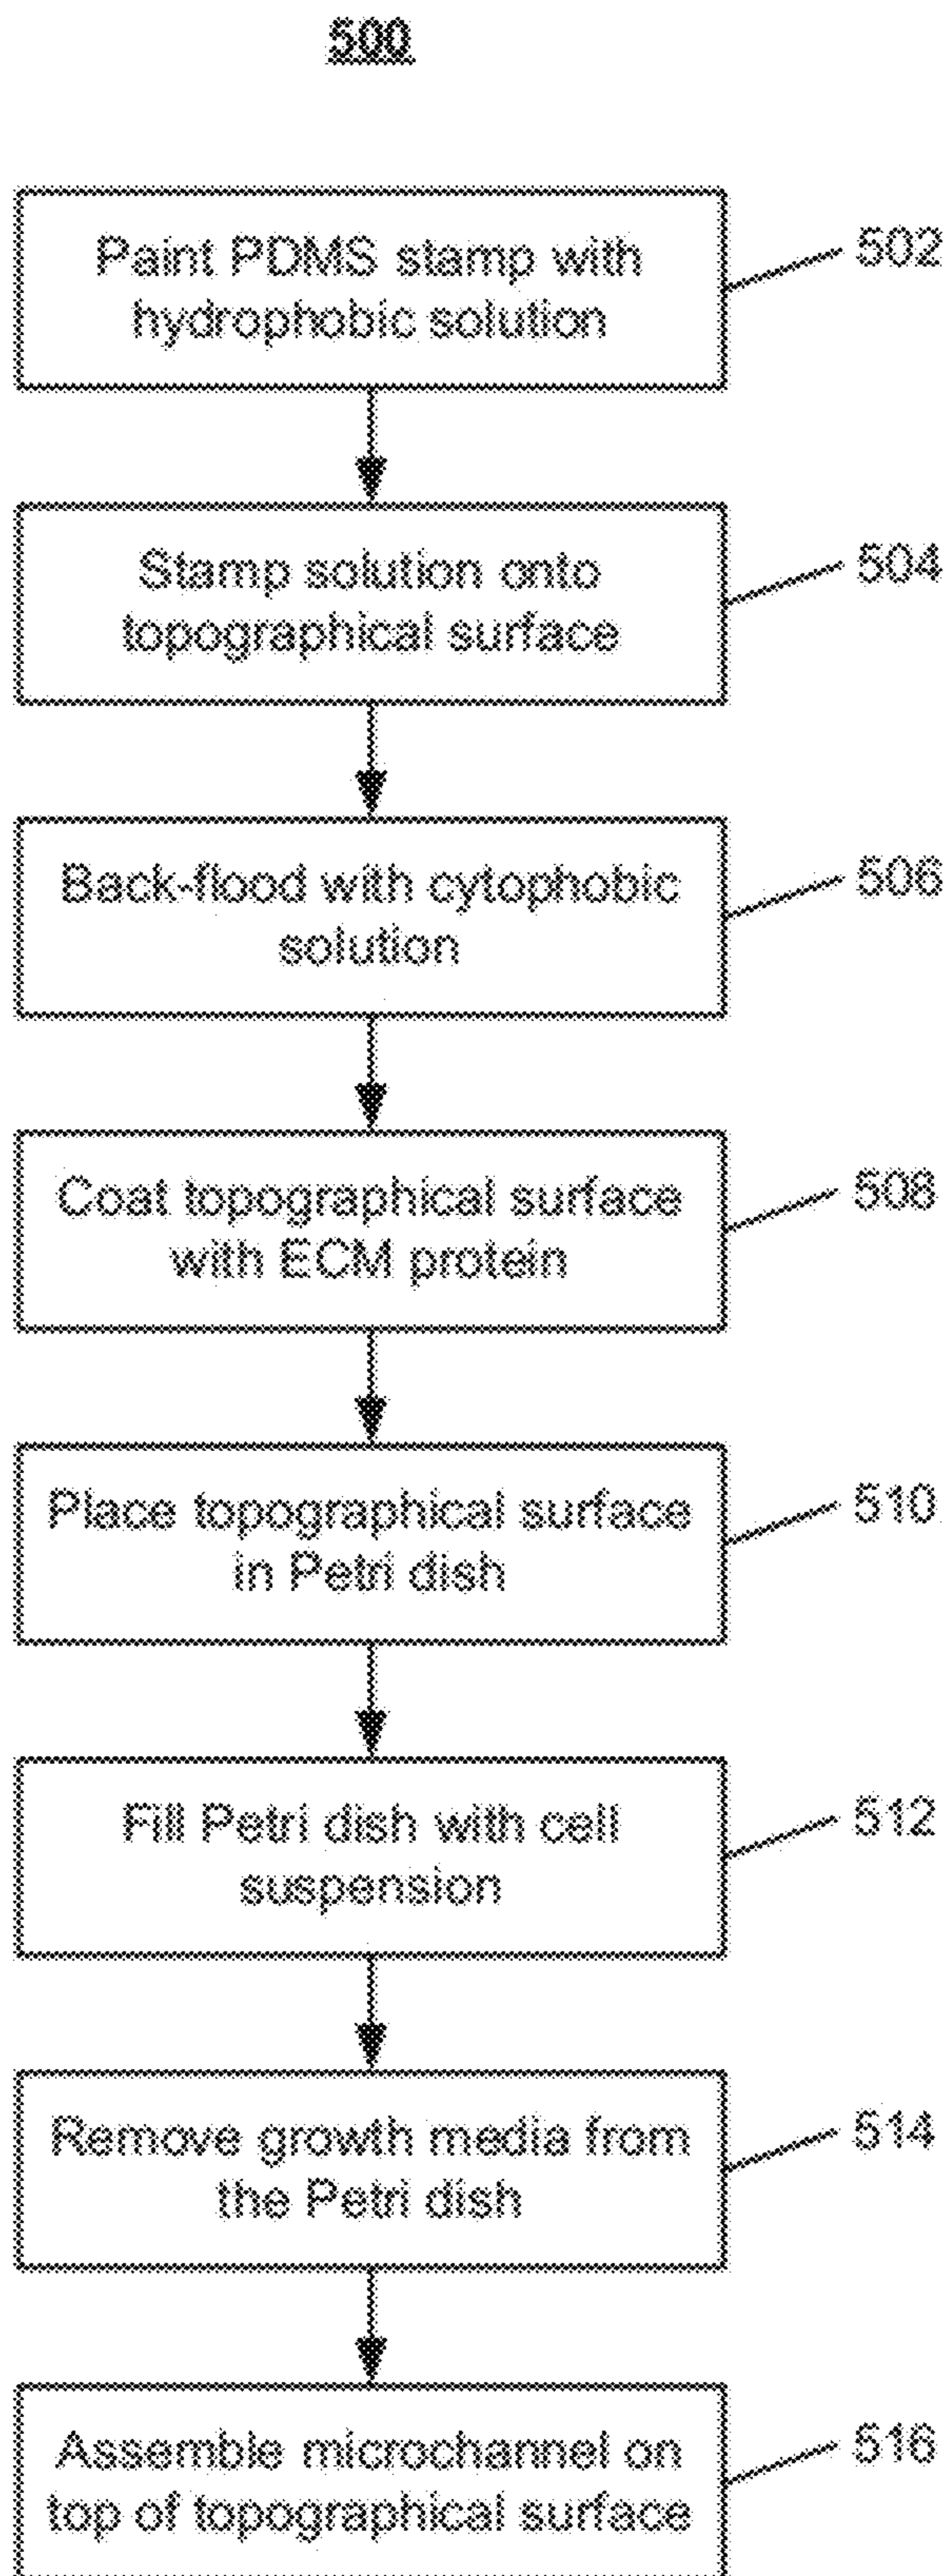 500
Paint PDMS stamp with
hydrophobic solution
502
Stamp solution onto
topographical surface
504
Back-flood with cytophobic
solution
506
Coat topographical surface
with ECM protein
508
Place topographical surface
in Petri dish
510
Fill Petri dish with cell
suspension
512
Remove growth media from
the Petri dish
514
Assemble microchannel on
top of topographical surface
516